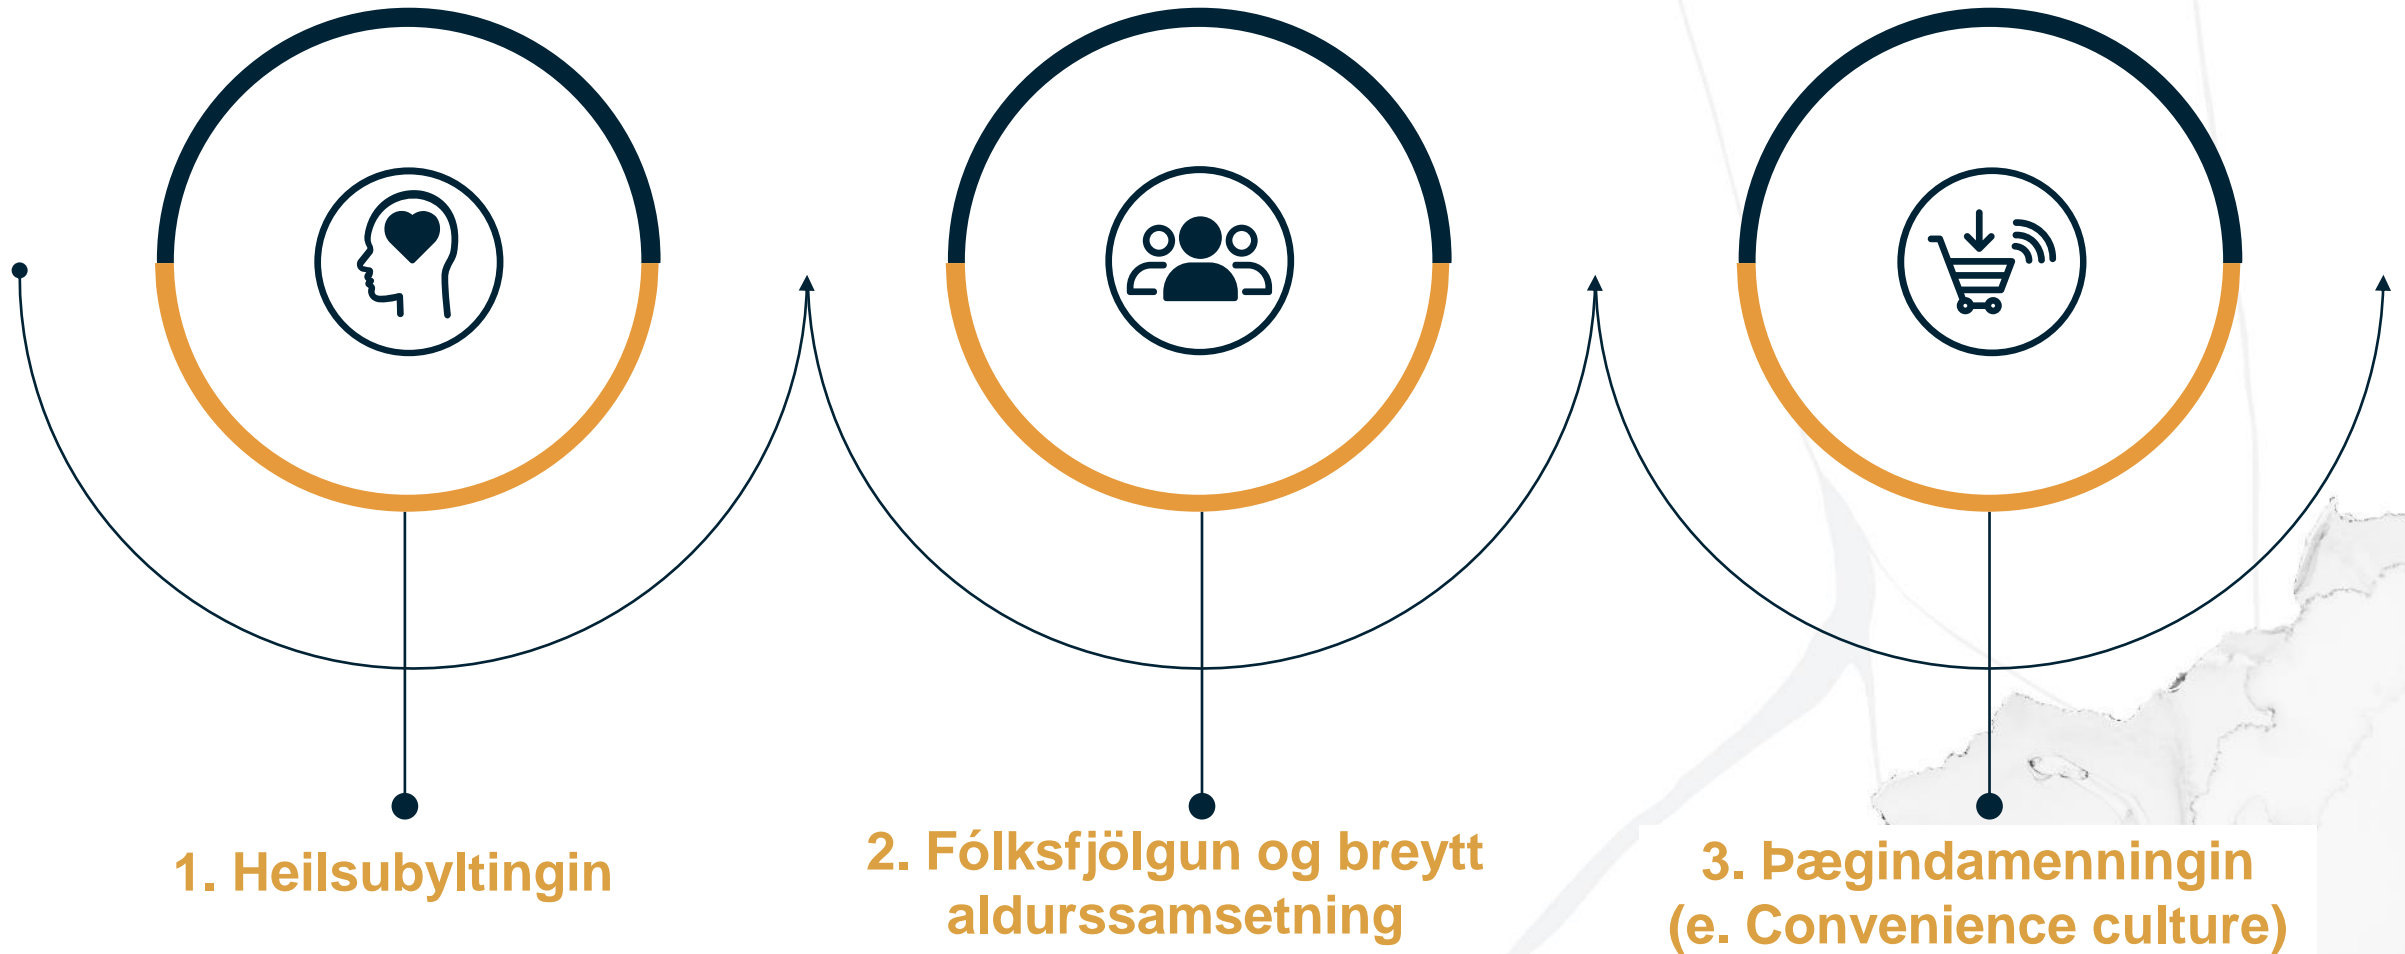 1. Heilsubyltingin
2. Fólksfjölgun og breytt
aldurssamsetning
3. Þægindamenningin
(e. Convenience culture)